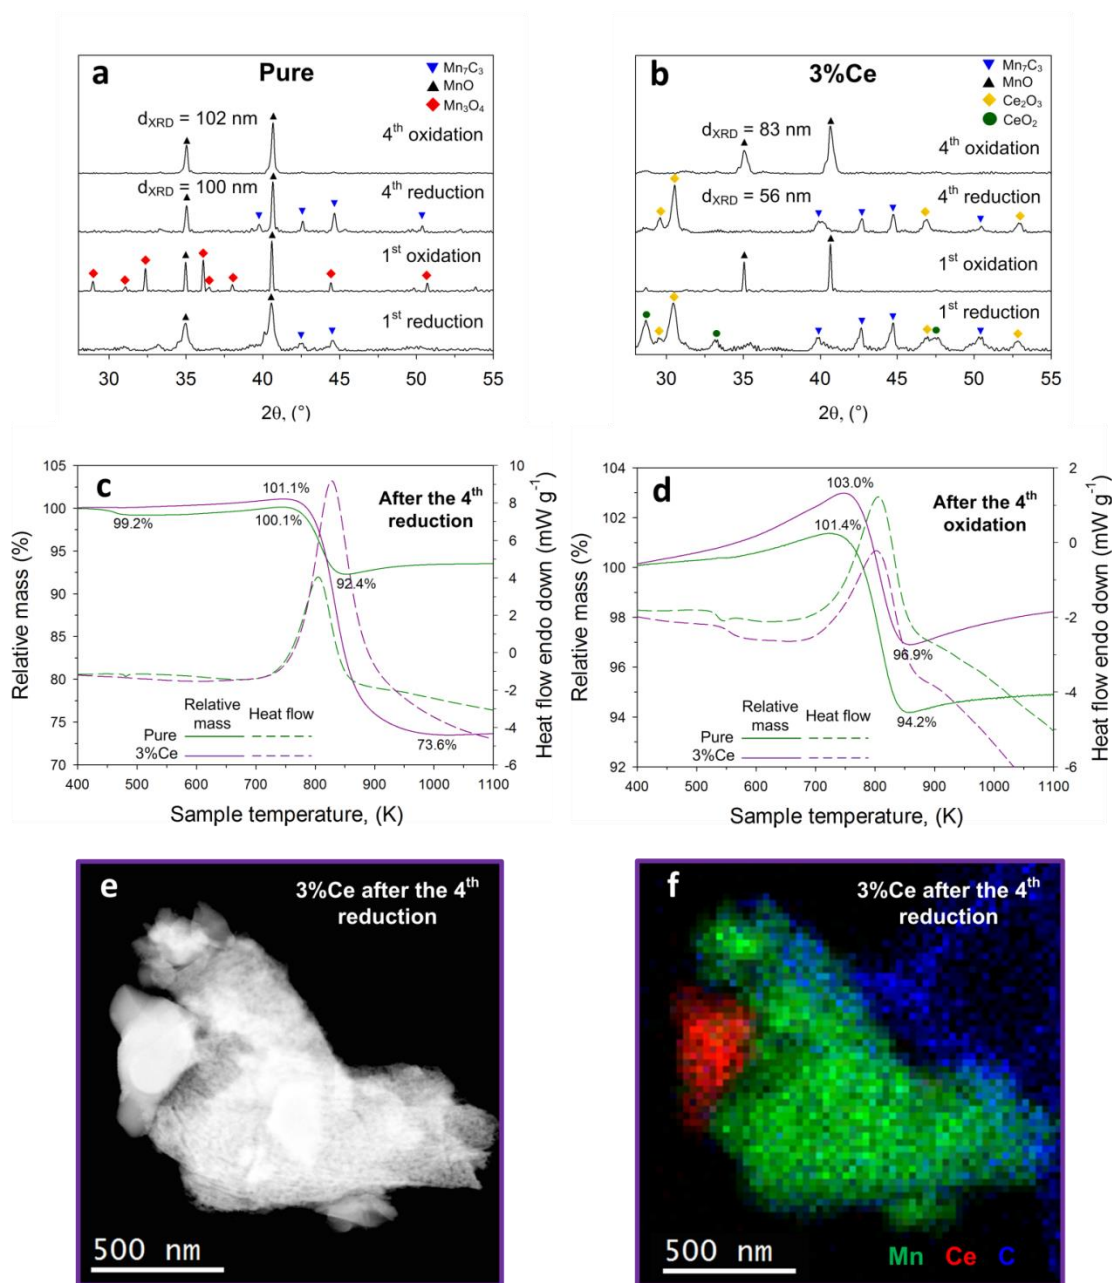 a
Pure
Mn₇C₃
MnO
Mn₃O₄
d_XRD = 102 nm
4ᵗʰ oxidation
d_XRD = 100 nm
4ᵗʰ reduction
1ˢᵗ oxidation
1ˢᵗ reduction
30 35 40 45 50 55
2θ, (°)
b
3%Ce
Mn₇C₃
MnO
Ce₂O₃
CeO₂
d_XRD = 83 nm
4ᵗʰ oxidation
d_XRD = 56 nm
4ᵗʰ reduction
1ˢᵗ oxidation
1ˢᵗ reduction
30 35 40 45 50 55
2θ, (°)
c
After the 4ᵗʰ
reduction
101.1%
99.2%
100.1%
92.4%
73.6%
Relative
mass
Heat flow
Pure
3%Ce
Relative mass (%)
105
100
95
90
85
80
75
70
Heat flow endo down (mW g⁻¹)
10
8
6
4
2
0
-2
-4
-6
400 500 600 700 800 900 1000 1100
Sample temperature, (K)
d
After the 4ᵗʰ
oxidation
103.0%
101.4%
96.9%
94.2%
Relative
mass
Heat flow
Pure
3%Ce
Relative mass (%)
104
102
100
98
96
94
92
Heat flow endo down (mW g⁻¹)
2
0
-2
-4
-6
400 500 600 700 800 900 1000 1100
Sample temperature, (K)
e
3%Ce after the 4ᵗʰ
reduction
500 nm
f
3%Ce after the 4ᵗʰ
reduction
500 nm
Mn Ce C